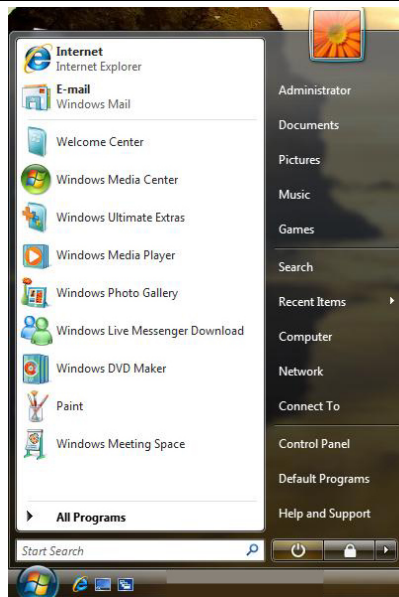 Internet
Internet Explorer
E-mail
Windows Mail
Welcome Center
Windows Media Center
Windows Ultimate Extras
Windows Media Player
Windows Photo Gallery
Windows Live Messenger Download
Windows DVD Maker
Paint
Windows Meeting Space
All Programs
Start Search
Administrator
Documents
Pictures
Music
Games
Search
Recent Items
Computer
Network
Connect To
Control Panel
Default Programs
Help and Support